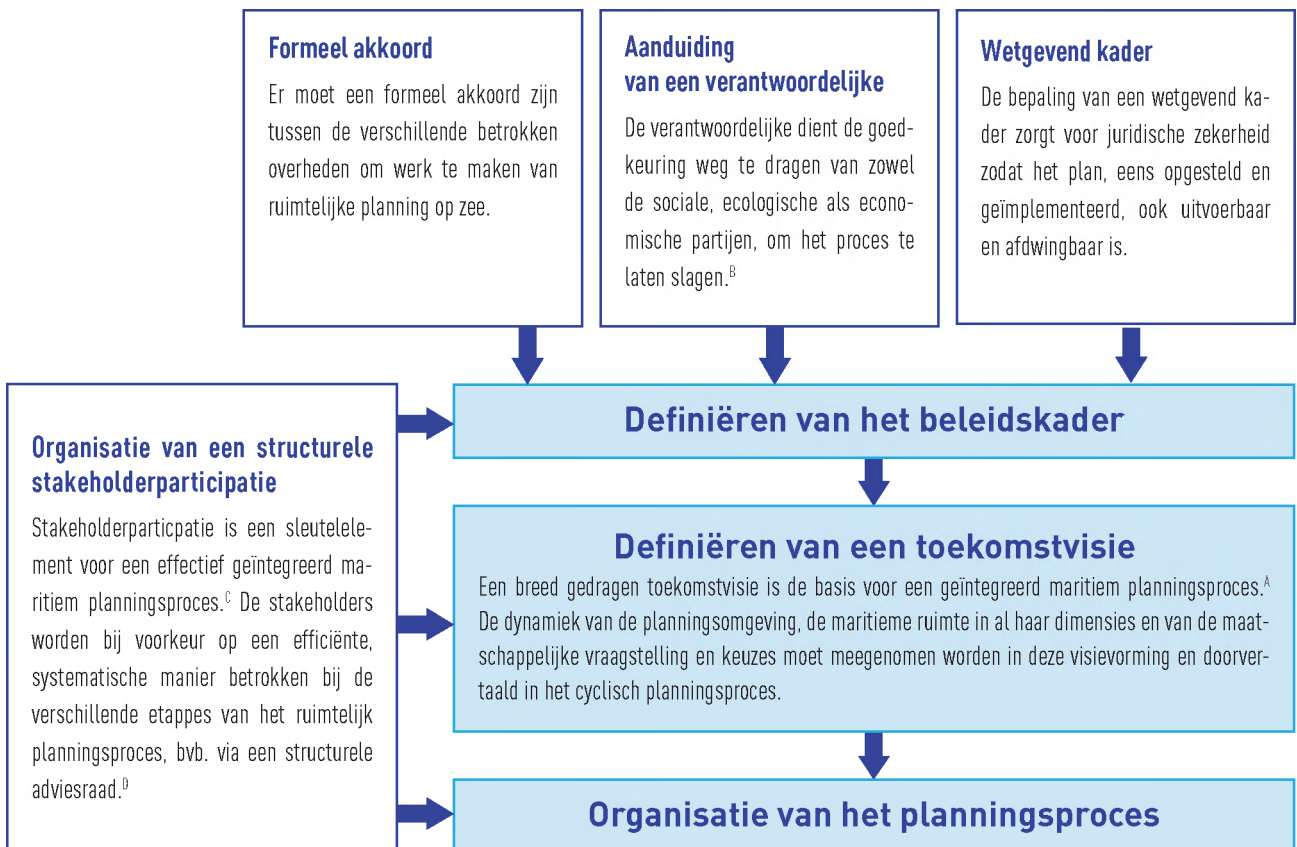 Formeel akkoord
Er moet een formeel akkoord zijn
tussen de verschillende betrokken
overheden om werk te maken van
ruimtelijke planning op zee.
Aanduiding
van een verantwoordelijke
De verantwoordelijke dient de goed-
keuring weg te dragen van zowel
de sociale, ecologische als econo-
mische partijen, om het proces te
laten slagen.ᴮ
Wetgevend kader
De bepaling van een wetgevend ka-
der zorgt voor juridische zekerheid
zodat het plan, eens opgesteld en
geïmplementeerd, ook uitvoerbaar
en afdwingbaar is.
Organisatie van een structurele
stakeholderparticipatie
Stakeholderparticpatie is een sleutelele-
ment voor een effectief geïntegreerd ma-
ritiem planningsproces.ᶜ De stakeholders
worden bij voorkeur op een efficiënte,
systematische manier betrokken bij de
verschillende etappes van het ruimtelijk
planningsproces, bvb. via een structurele
adviesraad.ᴰ
Definiëren van het beleidskader
Definiëren van een toekomstvisie
Een breed gedragen toekomstvisie is de basis voor een geïntegreerd maritiem planningsproces.ᴬ
De dynamiek van de planningsomgeving, de maritieme ruimte in al haar dimensies en van de maat-
schappelijke vraagstelling en keuzes moet meegenomen worden in deze visievorming en doorver-
taald in het cyclisch planningsproces.
Organisatie van het planningsproces